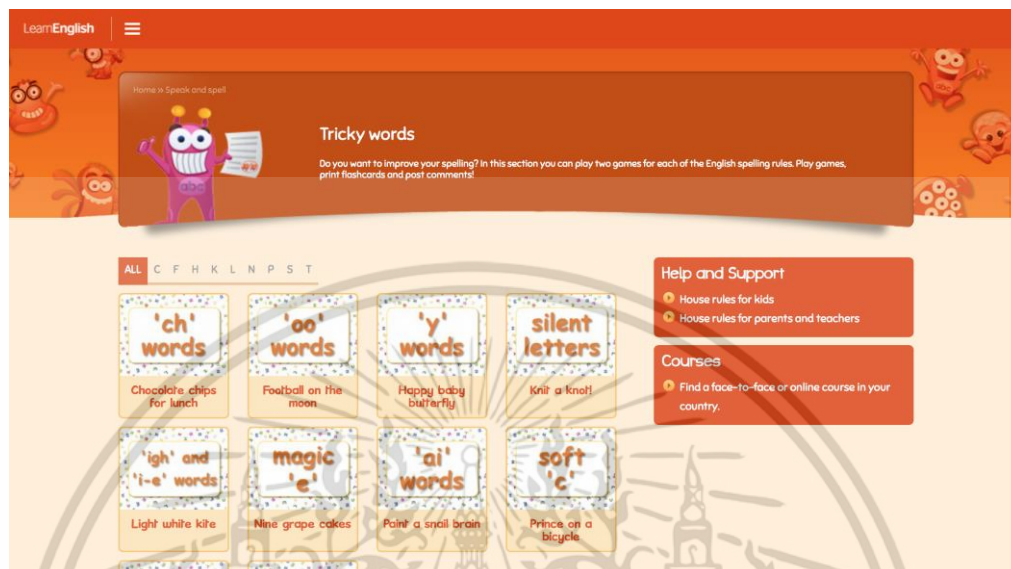 LearnEnglish
Home » Speak and spell
Tricky words
Do you want to improve your spelling? In this section you can play two games for each of the English spelling rules. Play games,
print flashcards and post comments!
abc
abc
ALL C F H K L N P S T
'ch'
words
Chocolate chips
for lunch
'oo'
words
Football on the
moon
'y'
words
Happy baby
butterfly
silent
letters
Knit a knot!
'igh' and
'i-e' words
Light white kite
magic
'e'
Nine grape cakes
'ai'
words
Paint a snail brain
soft
'c'
Prince on a
bicycle
Help and Support
House rules for kids
House rules for parents and teachers
Courses
Find a face-to-face or online course in your
country.